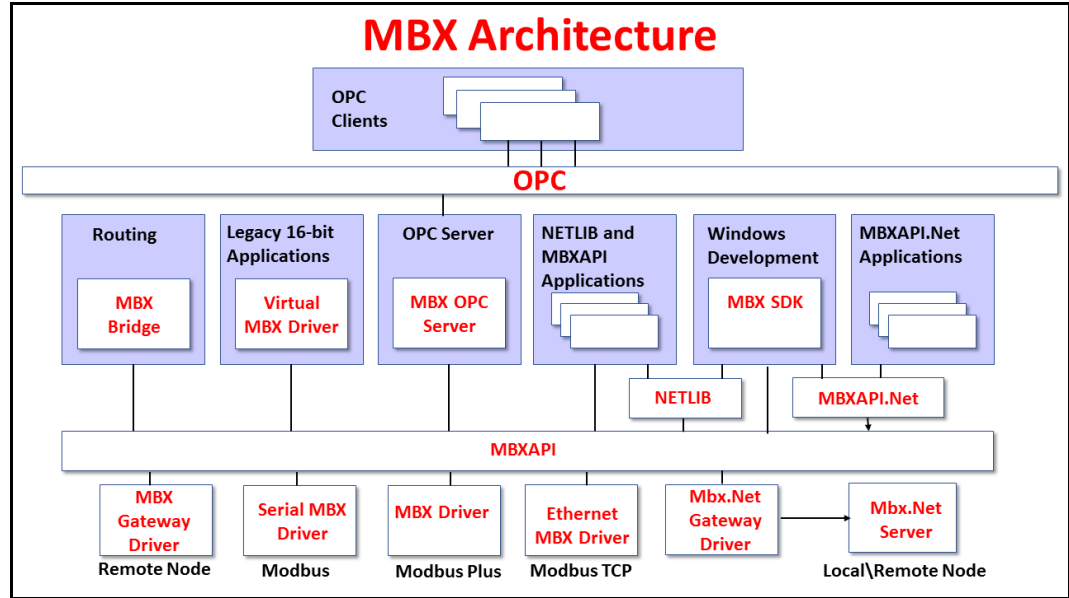 MBX Architecture
OPC
Clients
OPC
Routing
MBX
Bridge
Legacy 16-bit
Applications
Virtual
MBX Driver
OPC Server
MBX OPC
Server
NETLIB and
MBXAPI
Applications
Windows
Development
MBX SDK
MBXAPI.Net
Applications
NETLIB
MBXAPI.Net
MBXAPI
MBX
Gateway
Driver
Remote Node
Serial MBX
Driver
Modbus
MBX Driver
Modbus Plus
Ethernet
MBX Driver
Modbus TCP
Mbx.Net
Gateway
Driver
Mbx.Net
Server
Local\Remote Node